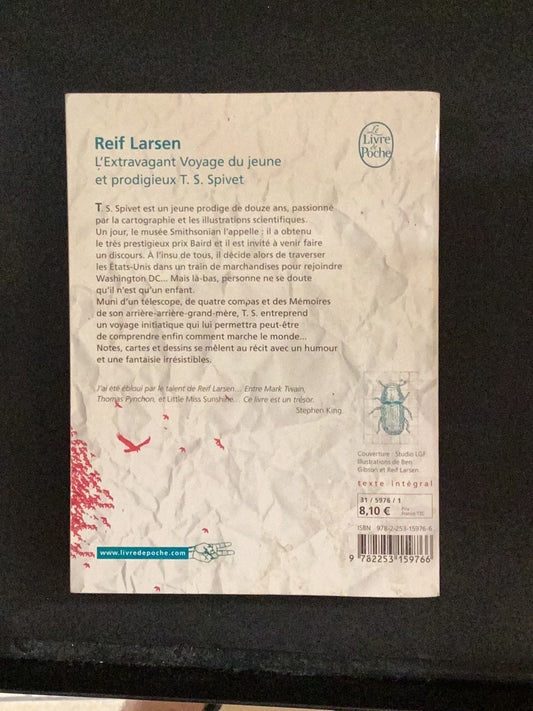 le
Livre
de
Poche
Reif Larsen
L'Extravagant Voyage du jeune
et prodigieux T. S. Spivet
T. S. Spivet est un jeune prodige de douze ans, passionné
par la cartographie et les illustrations scientifiques.
Un jour, le musée Smithsonian l'appelle : il a obtenu
le très prestigieux prix Baird et il est invité à venir faire
un discours. À l'insu de tous, il décide alors de traverser
les États-Unis dans un train de marchandises pour rejoindre
Washington DC... Mais là-bas, personne ne se doute
qu'il n'est qu'un enfant.
Muni d'un télescope, de quatre compas et des Mémoires
de son arrière-arrière-grand-mère, T. S. entreprend
un voyage initiatique qui lui permettra peut-être
de comprendre enfin comment marche le monde...
Notes, cartes et dessins se mêlent au récit avec un humour
et une fantaisie irrésistibles.
J'ai été ébloui par le talent de Reif Larsen... Entre Mark Twain,
Thomas Pynchon, et Little Miss Sunshine... Ce livre est un trésor.
Stephen King.
Couverture : Studio LGF
Illustrations de Ben
Gibson et Reif Larsen.
texte intégral
31 / 5976 / 1
8,10 € Prix
France TTC
ISBN 978-2-253-15976-6
www.livredepoche.com
9 782253 159766